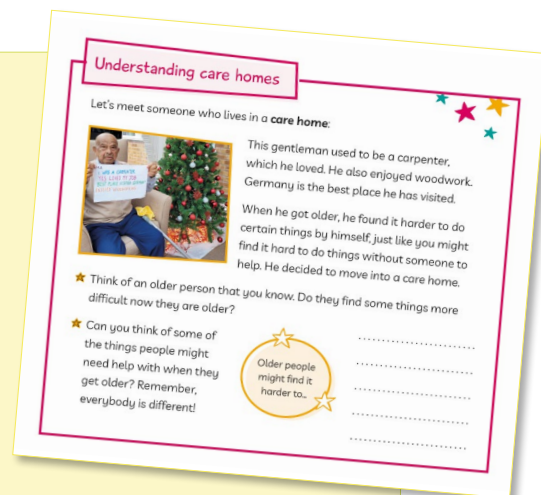 Understanding care homes
Let's meet someone who lives in a care home:
This gentleman used to be a carpenter,
which he loved. He also enjoyed woodwork.
Germany is the best place he has visited.
When he got older, he found it harder to do
certain things by himself, just like you might
find it hard to do things without someone to
help. He decided to move into a care home.
I WAS A CARPENTER
Think of an older person that you know. Do they find some things more
difficult now they are older?
Can you think of some of
the things people might
need help with when they
get older? Remember,
everybody is different!
Older people
might find it
harder to...